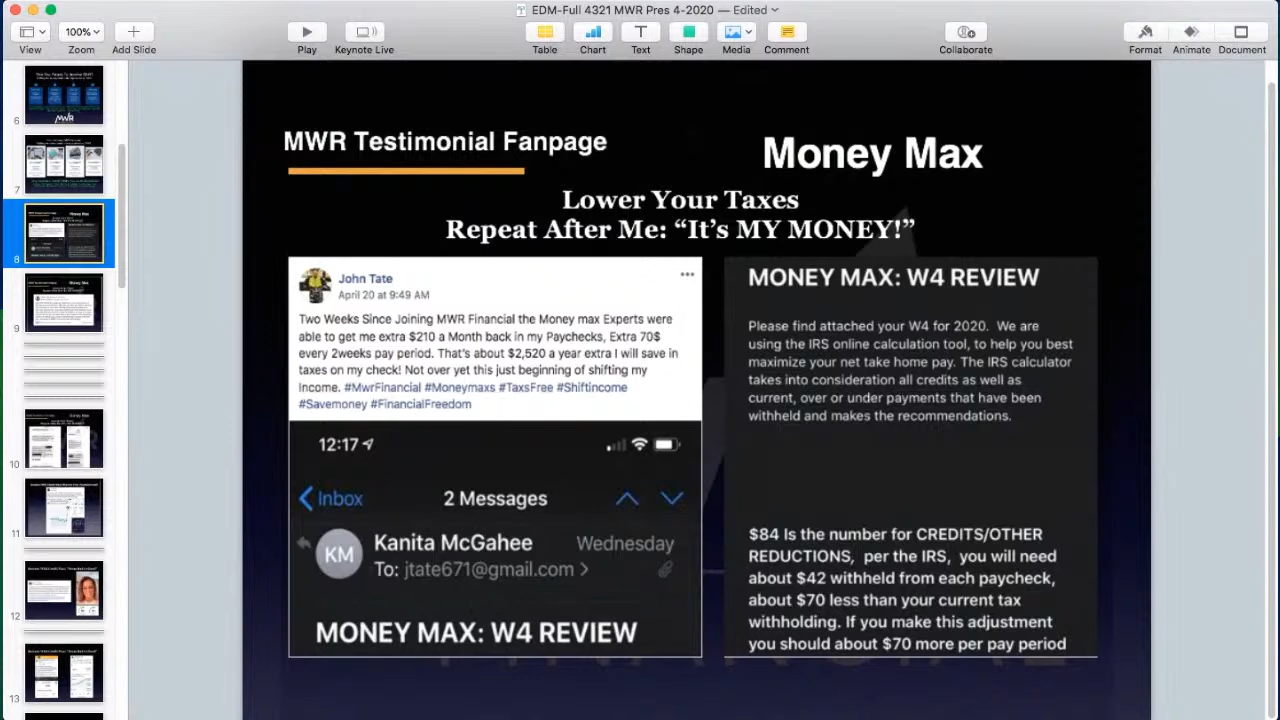 EDM-Full 4321 MWR Pres 4-2020 — Edited
100%
View
Zoom
Add Slide
Play
Keynote Live
Table
Chart
Text
Shape
Media
Comment
Collaborate
Format
Animate
Document
6
MWR
7
8
9
10
11
12
13
MWR Testimonial Fanpage
Money Max
Lower Your Taxes
Repeat After Me: “It’s MY MONEY!”
John Tate
April 20 at 9:49 AM
Two Weeks Since Joining MWR Financial the Money max Experts were
able to get me extra $210 a Month back in my Paychecks, Extra 70$
every 2weeks pay period. That's about $2,520 a year extra I will save in
taxes on my check! Not over yet this just beginning of shifting my
Income. #MwrFinancial #Moneymaxs #TaxsFree #Shiftincome
#Savemoney #FinancialFreedom
12:17
Inbox
2 Messages
KM
Kanita McGahee
Wednesday
To: jtate671@gmail.com
MONEY MAX: W4 REVIEW
MONEY MAX: W4 REVIEW
Please find attached your W4 for 2020. We are
using the IRS online calculation tool, to help you best
maximize your net take home pay. The IRS calculator
takes into consideration all credits as well as
current, over or under payments that have been
withheld and makes the recommendations.
$84 Is the number for CREDITS/OTHER
REDUCTIONS, per the IRS, you will need
about $42 withheld from each paycheck,
about $70 less than your current tax
withholding. If you make this adjustment
you should about $70 more per pay period